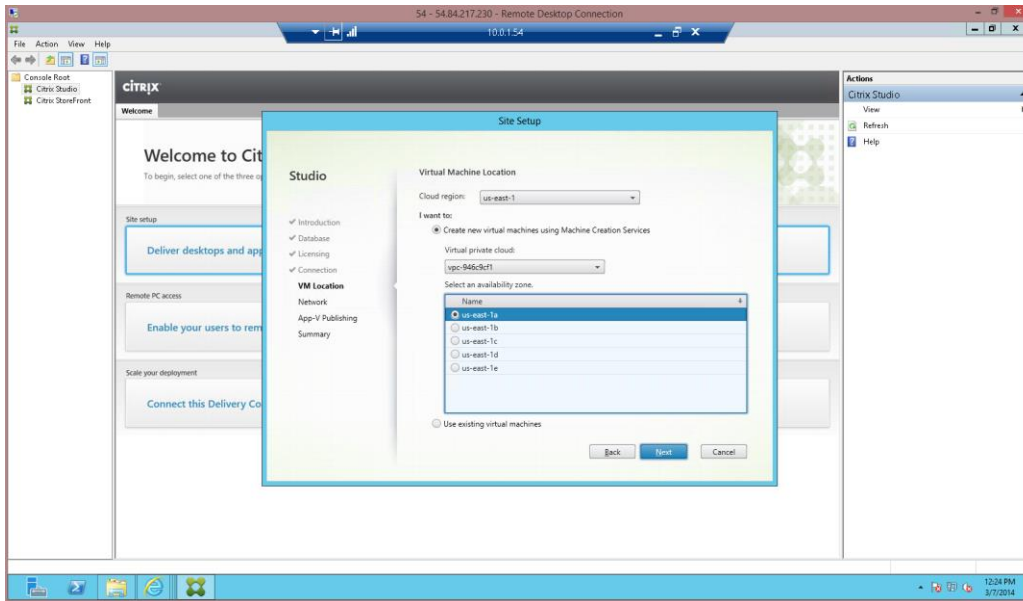 54 - 54.84.217.230 - Remote Desktop Connection
10.0.1.54
File Action View Help
Console Root
Citrix Studio
Citrix StoreFront
CITRIX
Welcome
Welcome to Cit
To begin, select one of the three op
Site setup
Deliver desktops and app
Remote PC access
Enable your users to rem
Scale your deployment
Connect this Delivery Co
Site Setup
Studio
Introduction
Database
Licensing
Connection
VM Location
Network
App-V Publishing
Summary
Virtual Machine Location
Cloud region: us-east-1
I want to:
Create new virtual machines using Machine Creation Services
Virtual private cloud:
vpc-946c9cf1
Select an availability zone.
Name
us-east-1a
us-east-1b
us-east-1c
us-east-1d
us-east-1e
Use existing virtual machines
Back Next Cancel
Actions
Citrix Studio
View
Refresh
Help
12:24 PM
3/7/2014